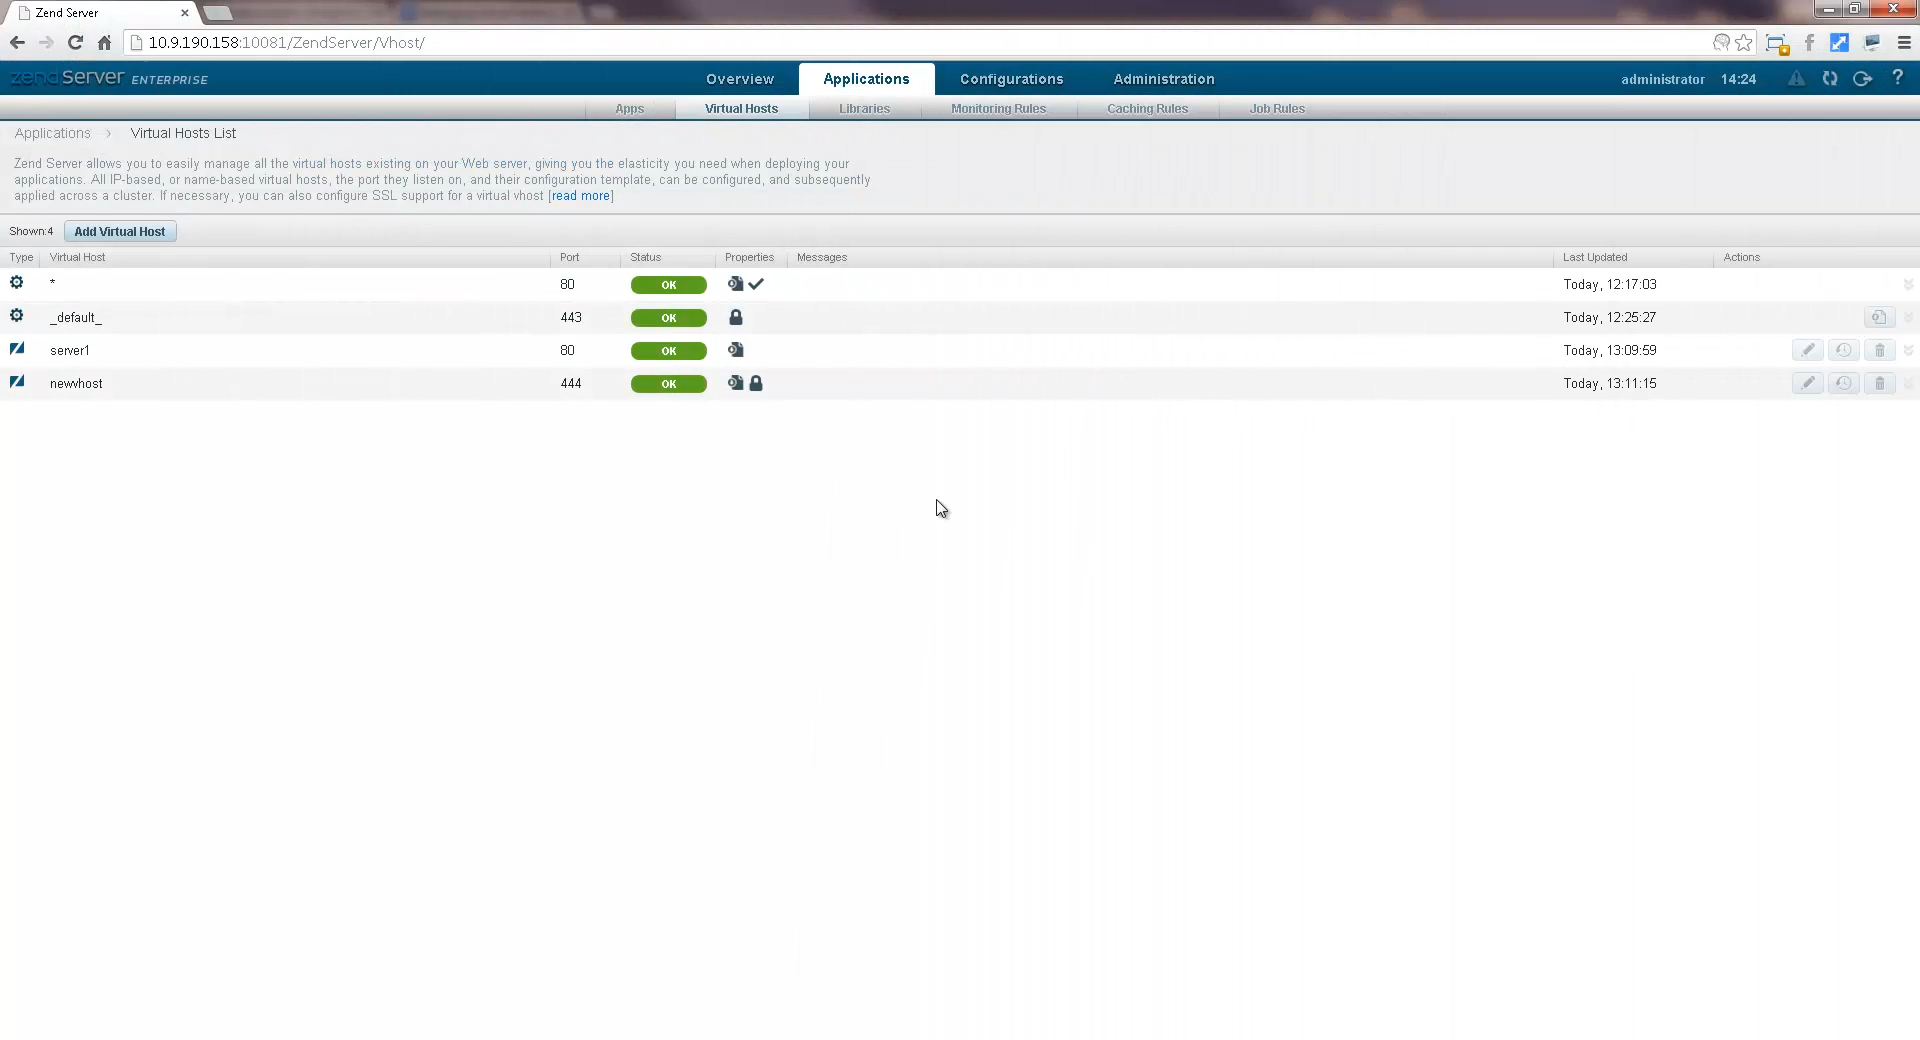 Zend Server
10.9.190.158:10081/ZendServer/Vhost/
zendServer ENTERPRISE
Overview Applications Configurations Administration
administrator 14:24 ?
Apps Virtual Hosts Libraries Monitoring Rules Caching Rules Job Rules
Applications > Virtual Hosts List
Zend Server allows you to easily manage all the virtual hosts existing on your Web server, giving you the elasticity you need when deploying your
applications. All IP-based, or name-based virtual hosts, the port they listen on, and their configuration template, can be configured, and subsequently
applied across a cluster. If necessary, you can also configure SSL support for a virtual vhost [read more]
Shown:4 Add Virtual Host
Type Virtual Host Port Status Properties Messages Last Updated Actions
* 80 OK Today, 12:17:03
_default_ 443 OK Today, 12:25:27
server1 80 OK Today, 13:09:59
newvhost 444 OK Today, 13:11:15